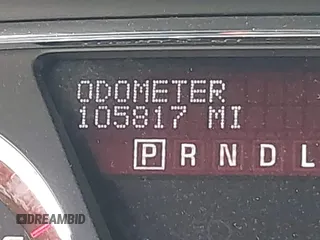 ODOMETER
105817 MI
P R N D L
DREAMBID